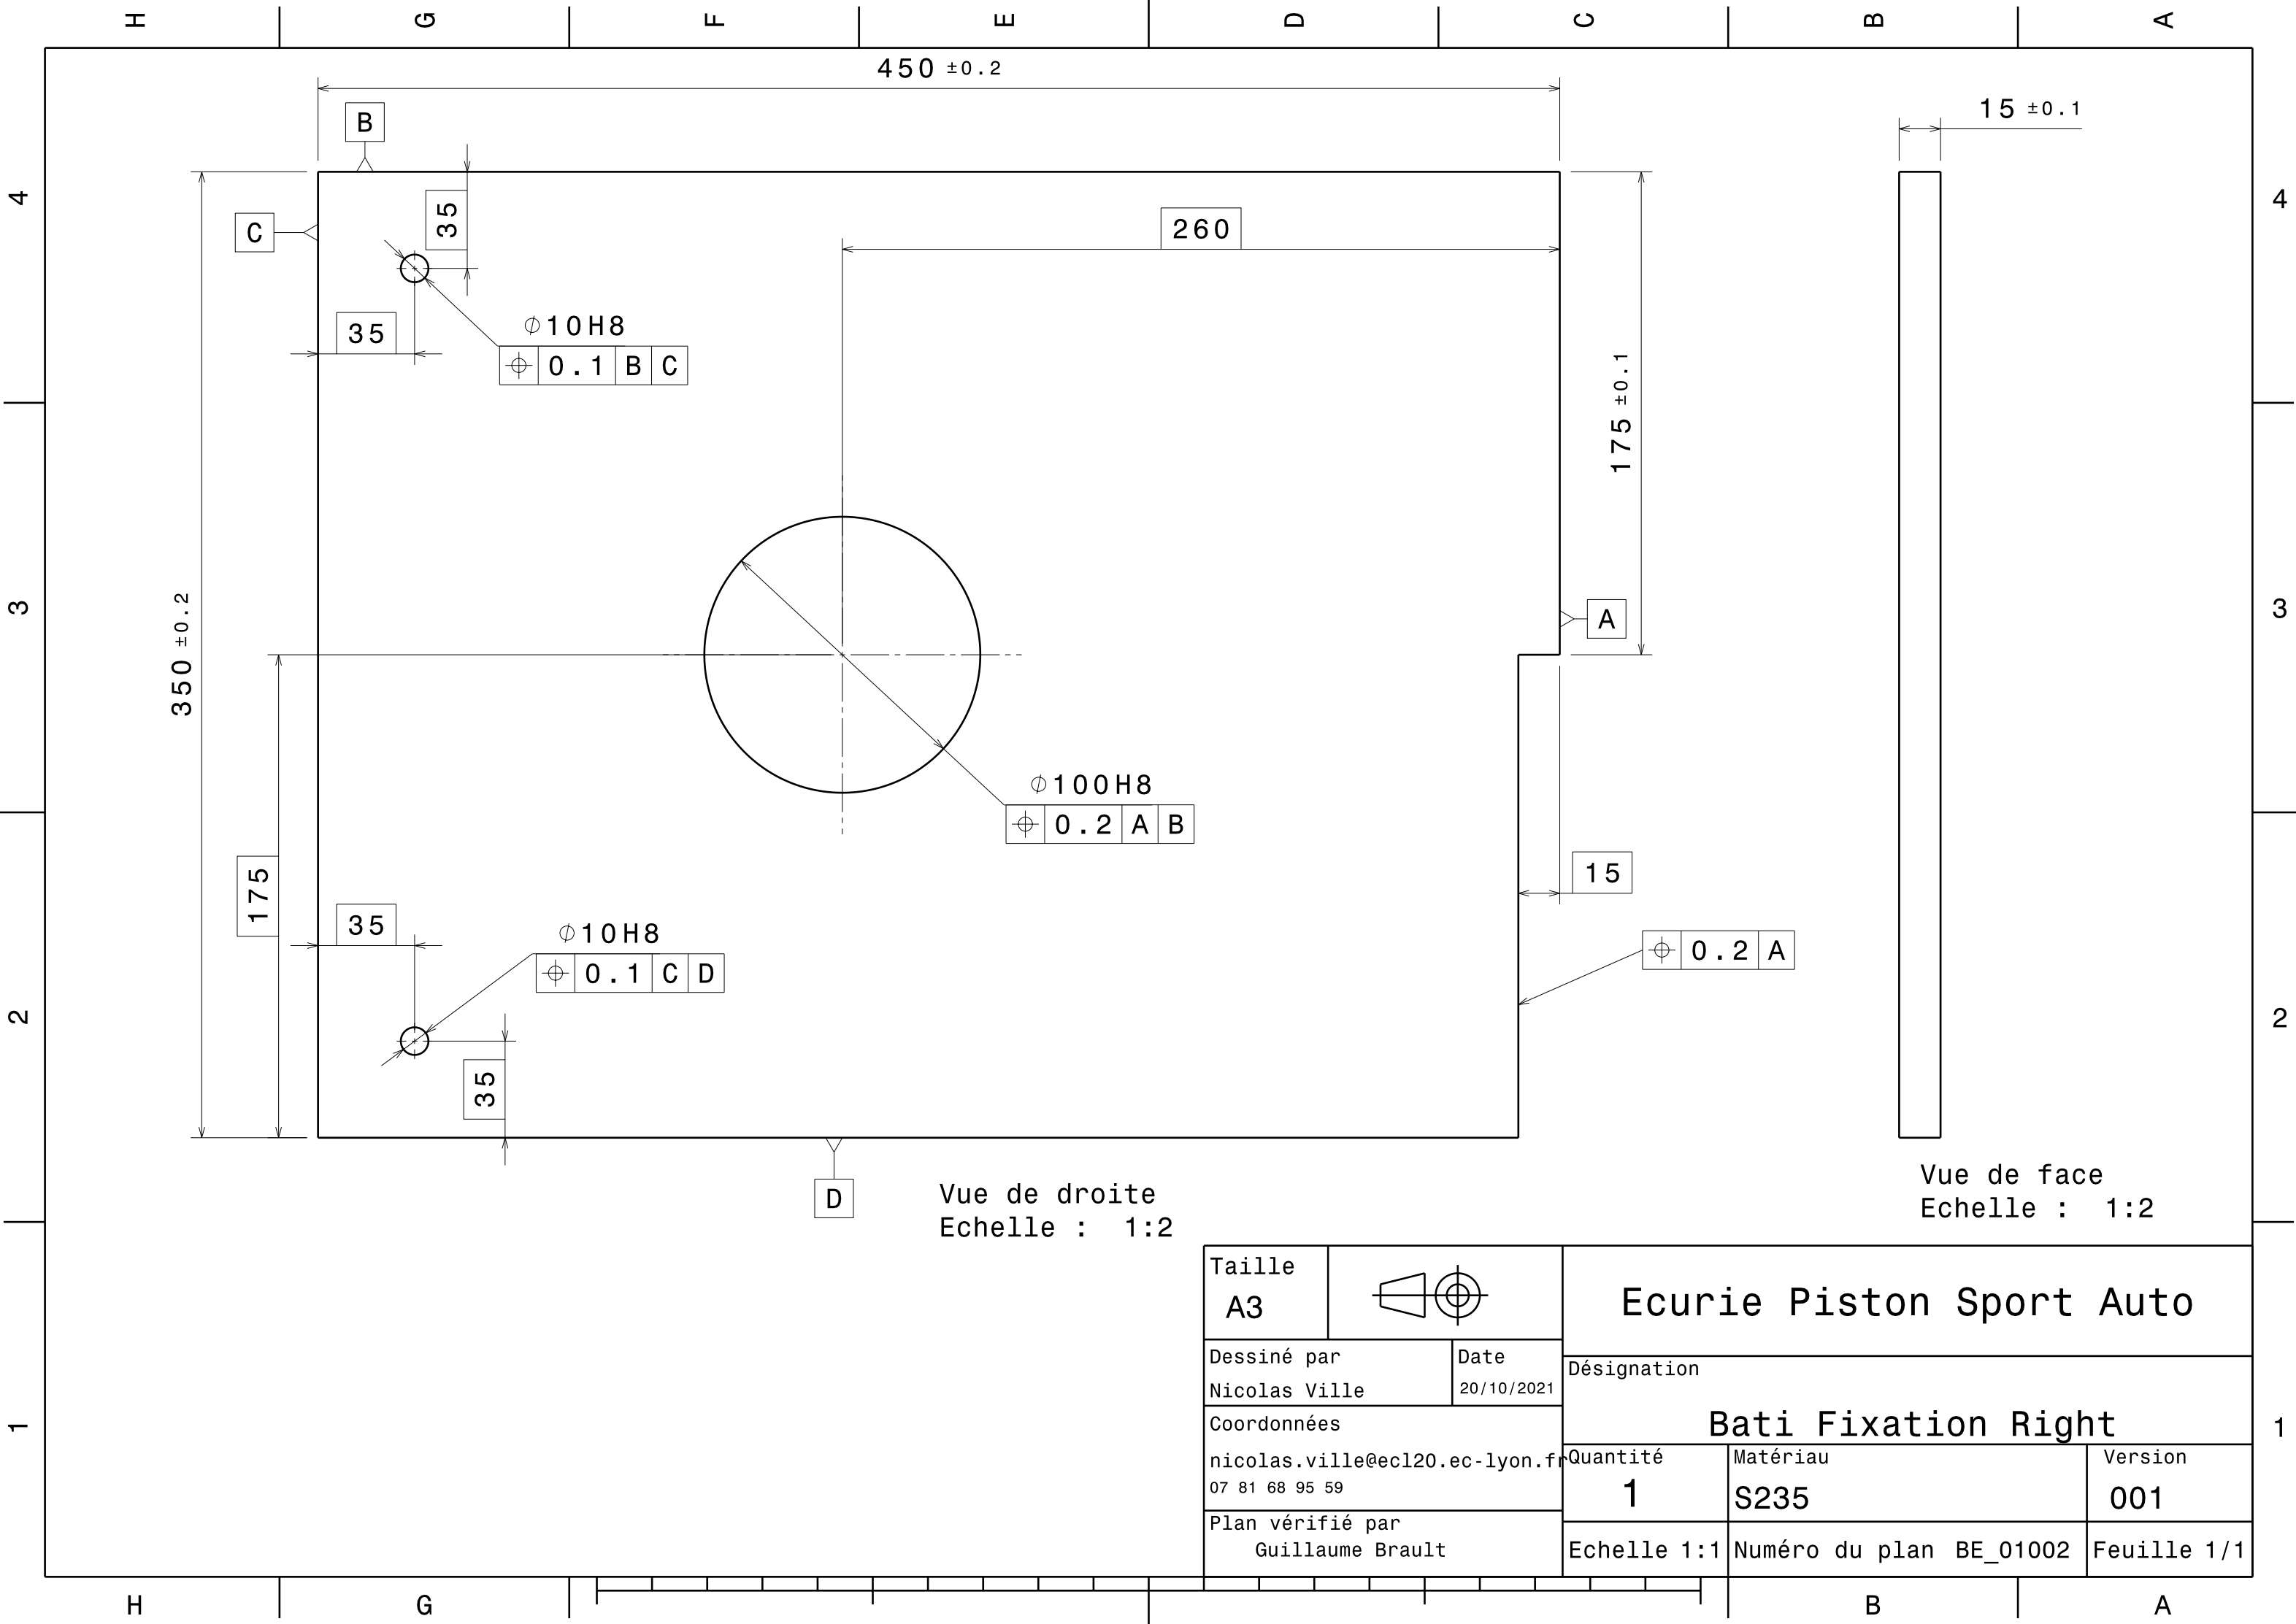 H G F E D C B A
450 ±0.2
15 ±0.1
B
4
4
C
35
260
35
⌀10H8
⌖ 0.1 B C
175 ±0.1
3
3
350 ±0.2
A
⌀100H8
⌖ 0.2 A B
175
15
35
⌀10H8
⌖ 0.1 C D
⌖ 0.2 A
2
2
35
D
Vue de droite
Echelle : 1:2
Vue de face
Echelle : 1:2
Taille
A3
Ecurie Piston Sport Auto
Dessiné par
Nicolas Ville
Date
20/10/2021
Désignation
Bati Fixation Right
Coordonnées
nicolas.ville@ecl20.ec-lyon.fr
07 81 68 95 59
Quantité
1
Matériau
S235
Version
001
Plan vérifié par
Guillaume Brault
Echelle 1:1
Numéro du plan BE_01002
Feuille 1/1
1
1
H G B A